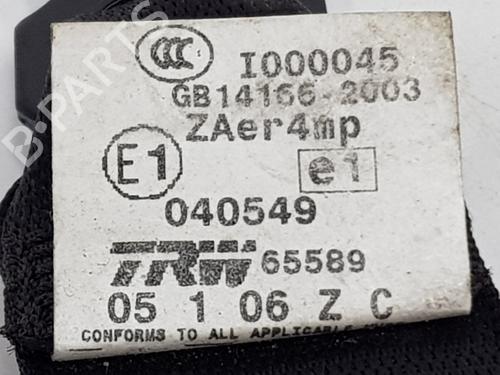 CCC I000045
GB14166-2003
ZAer4mp
E1 e1
040549
TRW 65589
05 1 06 Z C
CONFORMS TO ALL APPLICABLE
B-PARTS